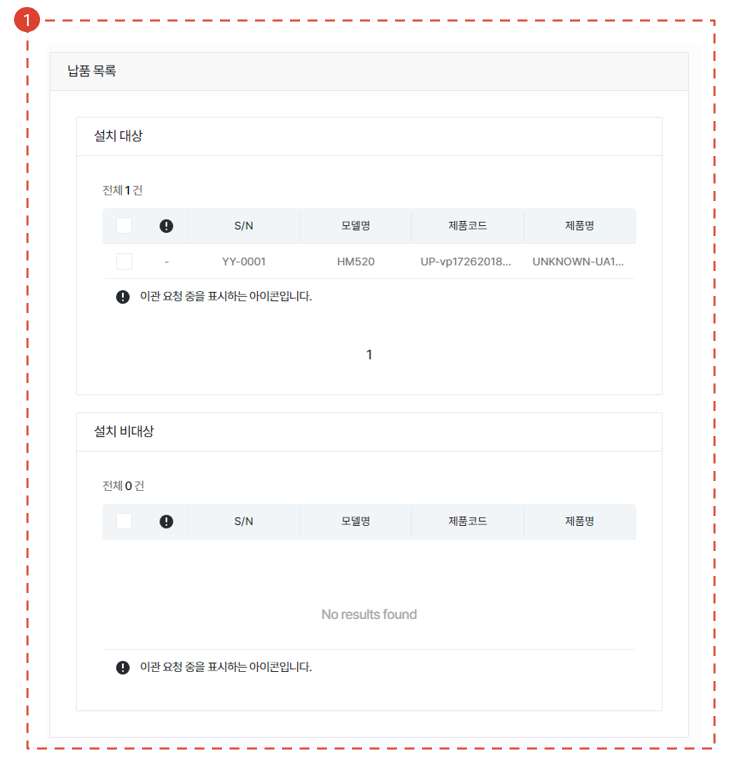 1
납품 목록
설치 대상
전체 1 건
S/N 모델명 제품코드 제품명
- YY-0001 HM520 UP-vp17262018... UNKNOWN-UA1...
이관 요청 중을 표시하는 아이콘입니다.
1
설치 비대상
전체 0 건
S/N 모델명 제품코드 제품명
No results found
이관 요청 중을 표시하는 아이콘입니다.